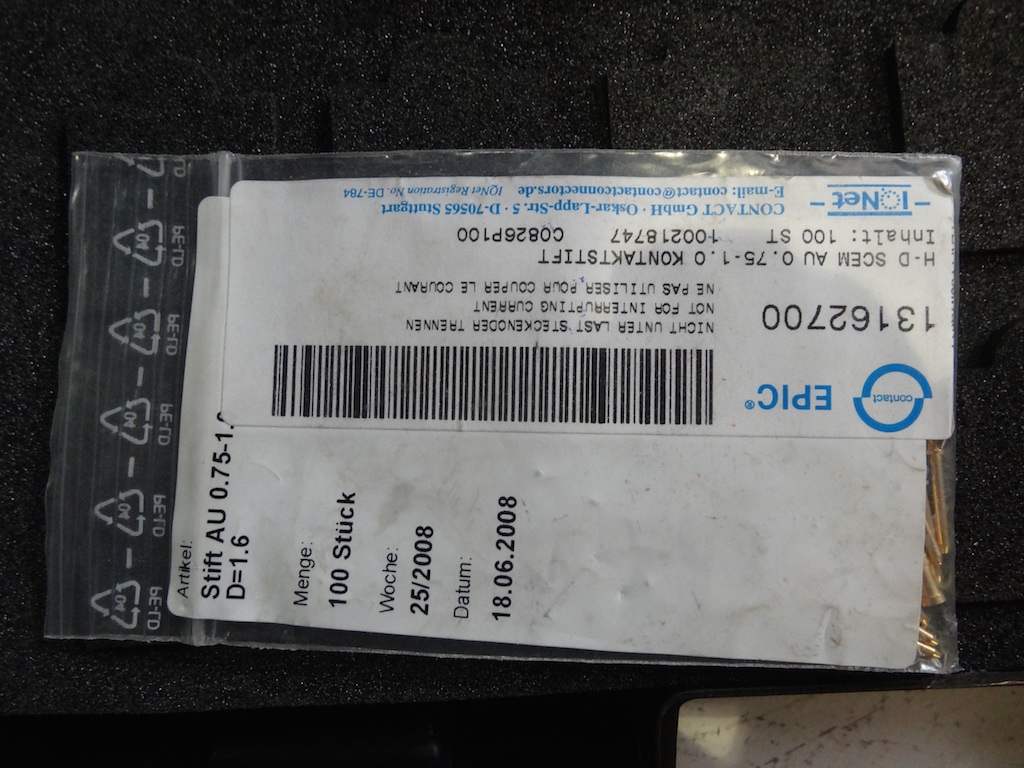 contact
EPIC®
13162700
NICHT UNTER LAST STECKENODER TRENNEN
NOT FOR INTERRUPTING CURRENT
NE PAS UTILISER POUR COUPER LE COURANT
H-D SCEM AU 0.75-1.0 KONTAKTSTIFT
Inhalt: 100 ST 100218747 C0826P100
CONTACT GmbH · Oskar-Lapp-Str. 5 · D-70565 Stuttgart
E-mail: contact@contactconnectors.de IQNet Registration No. DE-784
IQNet
Artikel:
Stift AU 0.75-1.
D=1.6
Menge:
100 Stück
Woche:
25/2008
Datum:
18.06.2008
PE-LD
PE-LD
PE-LD
PE-LD
PE-LD